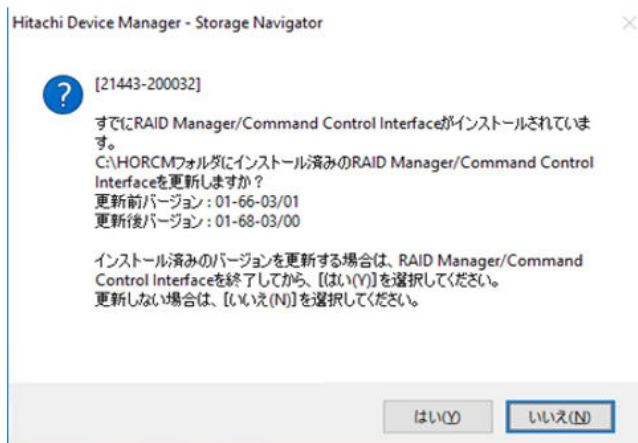 Hitachi Device Manager - Storage Navigator
[21443-200032]
すでにRAID Manager/Command Control Interfaceがインストールされていま
す。
C:\HORCMフォルダにインストール済みのRAID Manager/Command Control
Interfaceを更新しますか？
更新前バージョン : 01-66-03/01
更新後バージョン : 01-68-03/00
インストール済みのバージョンを更新する場合は、RAID Manager/Command
Control Interfaceを終了してから、[はい(Y)]を選択してください。
更新しない場合は、[いいえ(N)]を選択してください。
はい(Y)
いいえ(N)